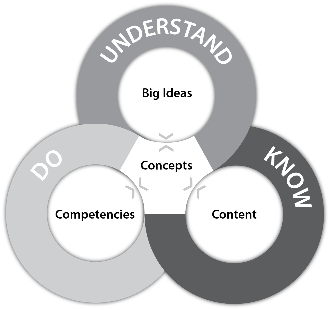 UNDERSTAND
Big Ideas
DO
Concepts
KNOW
Competencies
Content